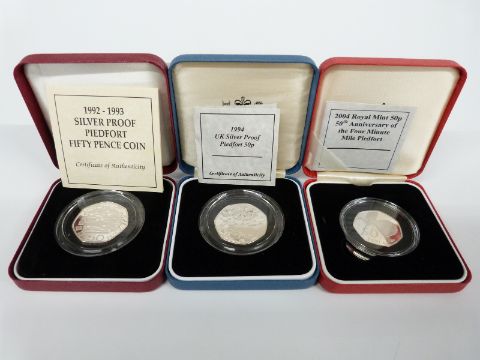 1992 - 1993
SILVER PROOF
PIEDFORT
FIFTY PENCE COIN
Certificate of Authenticity
1994
UK Silver Proof
Piedfort 50p
Certificate of Authenticity
2004 Royal Mint 50p
50th Anniversary of
the Four Minute
Mile Piedfort